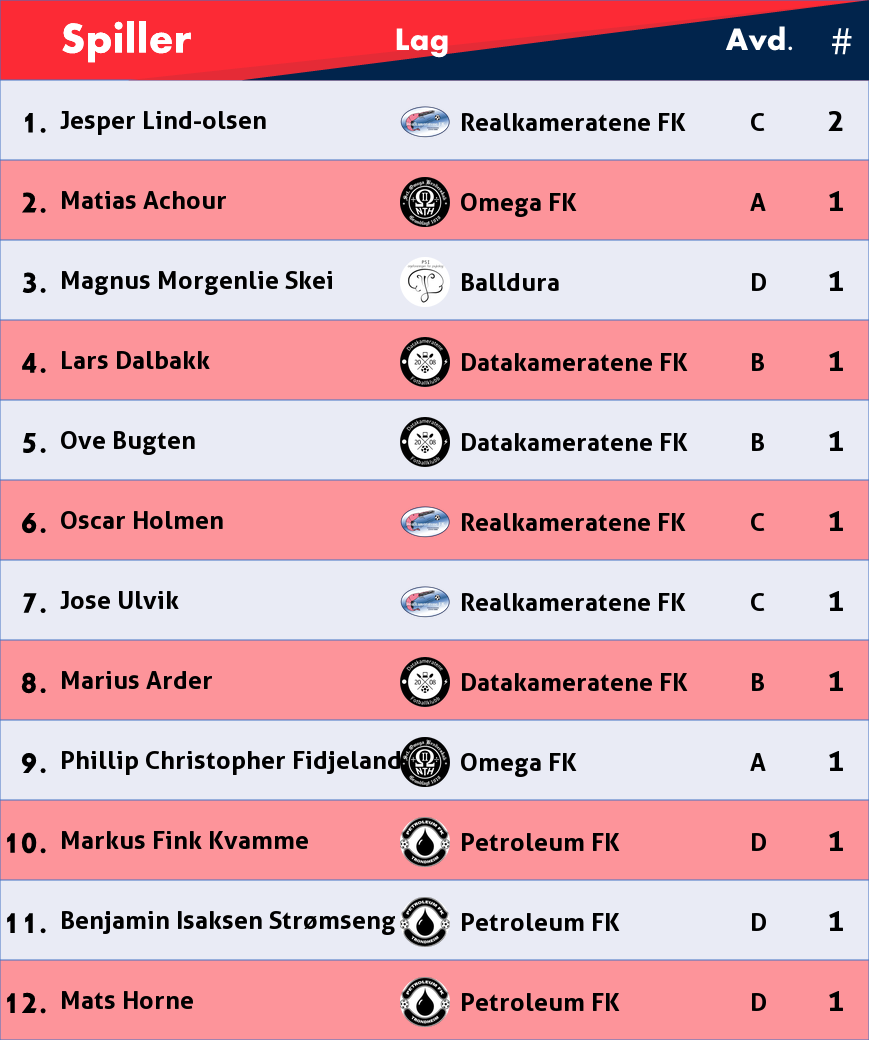 Spiller Lag Avd. #
1. Jesper Lind-olsen Realkameratene FK C 2
2. Matias Achour Omega FK A 1
3. Magnus Morgenlie Skei Balldura D 1
4. Lars Dalbakk Datakameratene FK B 1
5. Ove Bugten Datakameratene FK B 1
6. Oscar Holmen Realkameratene FK C 1
7. Jose Ulvik Realkameratene FK C 1
8. Marius Arder Datakameratene FK B 1
9. Phillip Christopher Fidjeland Omega FK A 1
10. Markus Fink Kvamme Petroleum FK D 1
11. Benjamin Isaksen Strømseng Petroleum FK D 1
12. Mats Horne Petroleum FK D 1